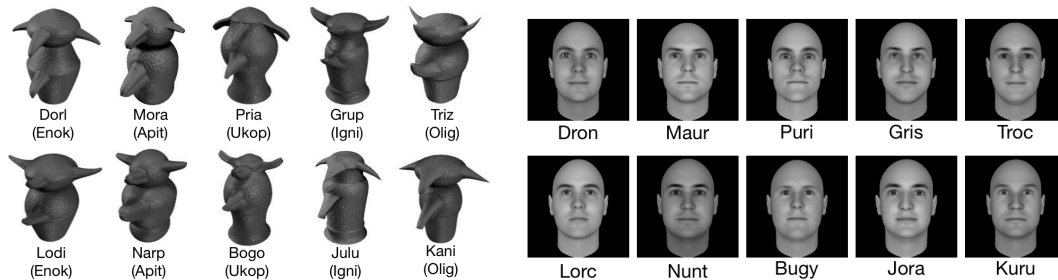 Dorl Mora Pria Grup Triz
(Enok) (Apit) (Ukop) (Igni) (Olig)
Lodi Narp Bogo Julu Kani
(Enok) (Apit) (Ukop) (Igni) (Olig)
Dron Maur Puri Gris Troc
Lorc Nunt Bugy Jora Kuru